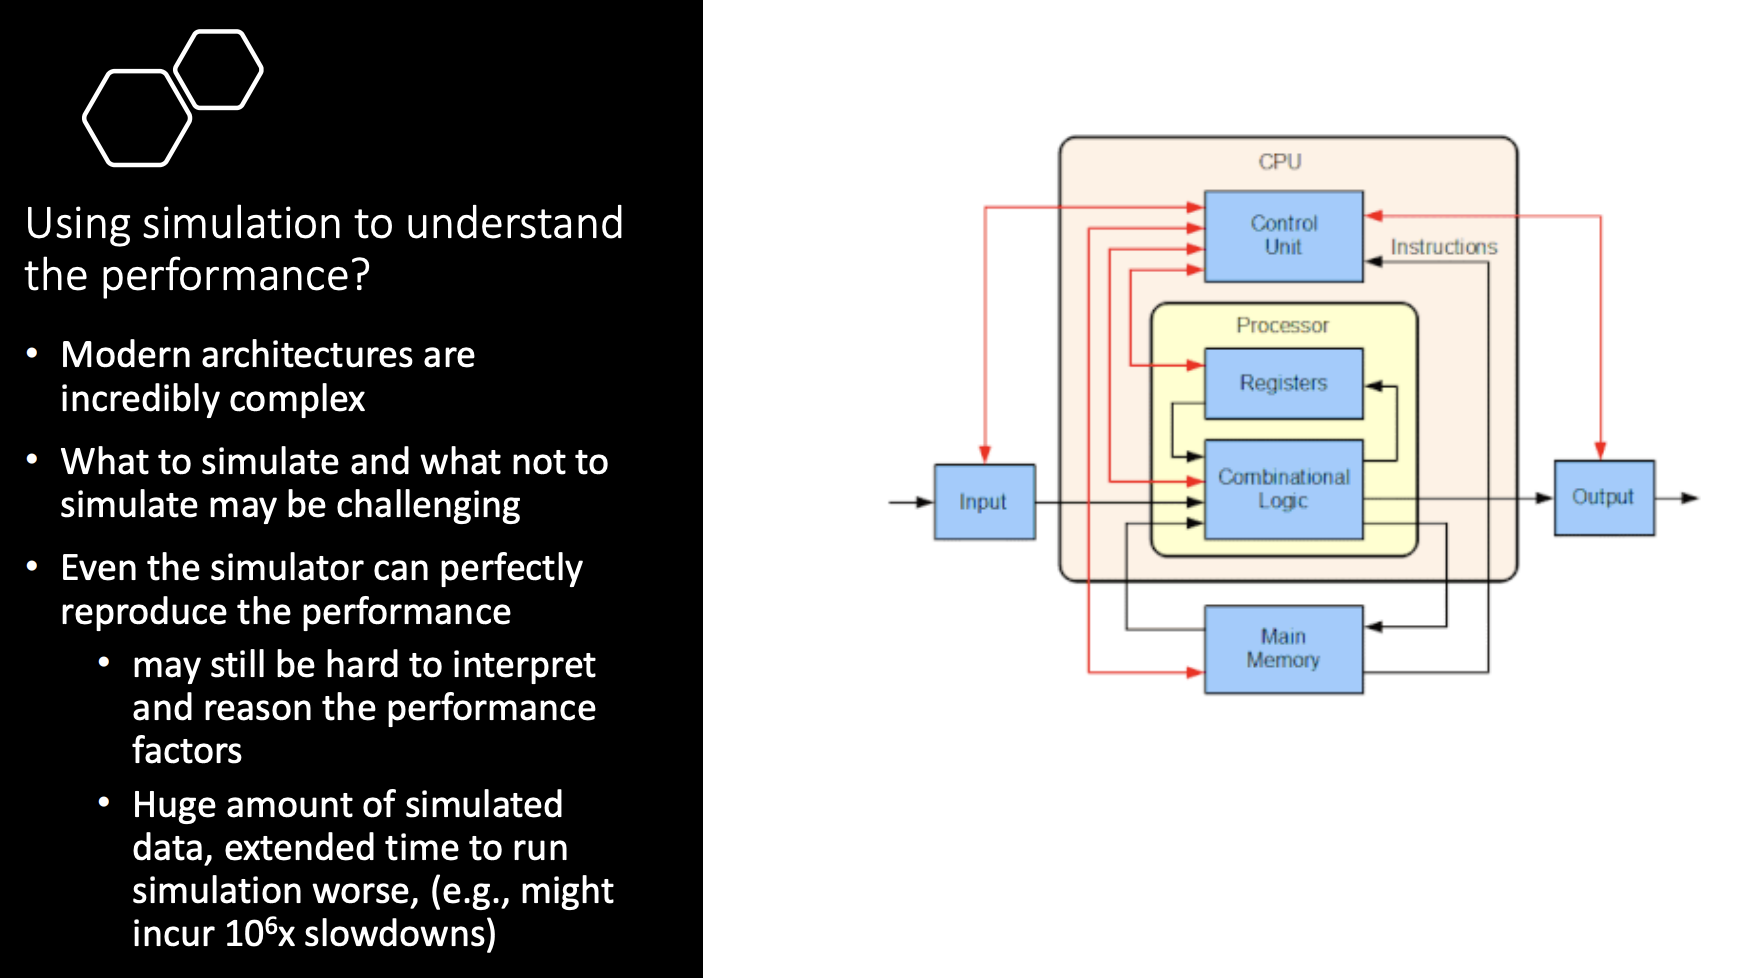 Using simulation to understand
the performance?
• Modern architectures are
incredibly complex
• What to simulate and what not to
simulate may be challenging
• Even the simulator can perfectly
reproduce the performance
• may still be hard to interpret
and reason the performance
factors
• Huge amount of simulated
data, extended time to run
simulation worse, (e.g., might
incur 10⁶x slowdowns)
CPU
Control
Unit
Instructions
Processor
Registers
Combinational
Logic
Input
Output
Main
Memory